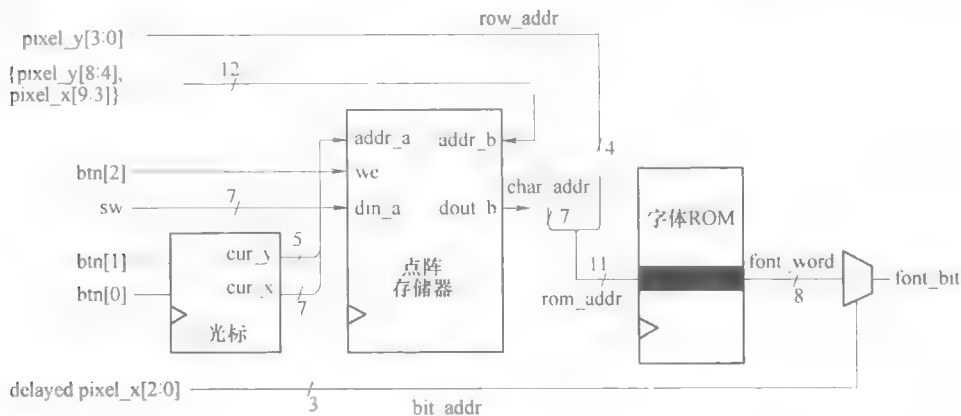 row_addr
pixel_y[3:0]
{pixel_y[8:4],
pixel_x[9:3]}
12
addr_a
addr_b
4
btn[2]
we
char_addr
sw
7
din_a
dout_b
7
字体ROM
btn[1]
cur_y
5
点阵
存储器
btn[0]
cur_x
7
光标
11
rom_addr
font_word
8
font_bit
delayed pixel_x[2:0]
3
bit_addr